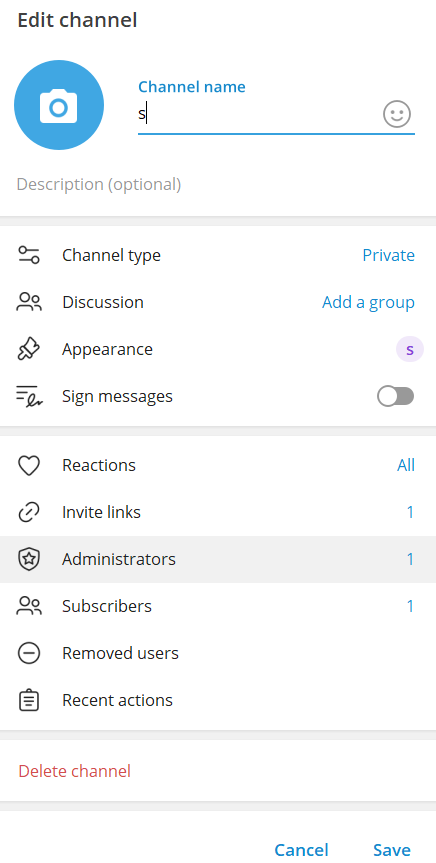 Edit channel
Channel name
s
Description (optional)
Channel type Private
Discussion Add a group
Appearance s
Sign messages
Reactions All
Invite links 1
Administrators 1
Subscribers 1
Removed users
Recent actions
Delete channel
Cancel Save